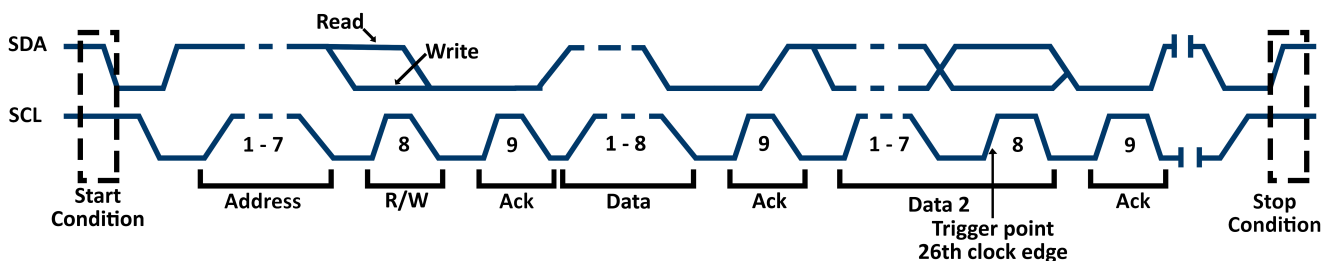 Read
SDA
Write
SCL
1 - 7
8
9
1 - 8
9
1 - 7
8
9
Start
Condition
Address
R/W
Ack
Data
Ack
Data 2
Ack
Stop
Condition
Trigger point
26th clock edge